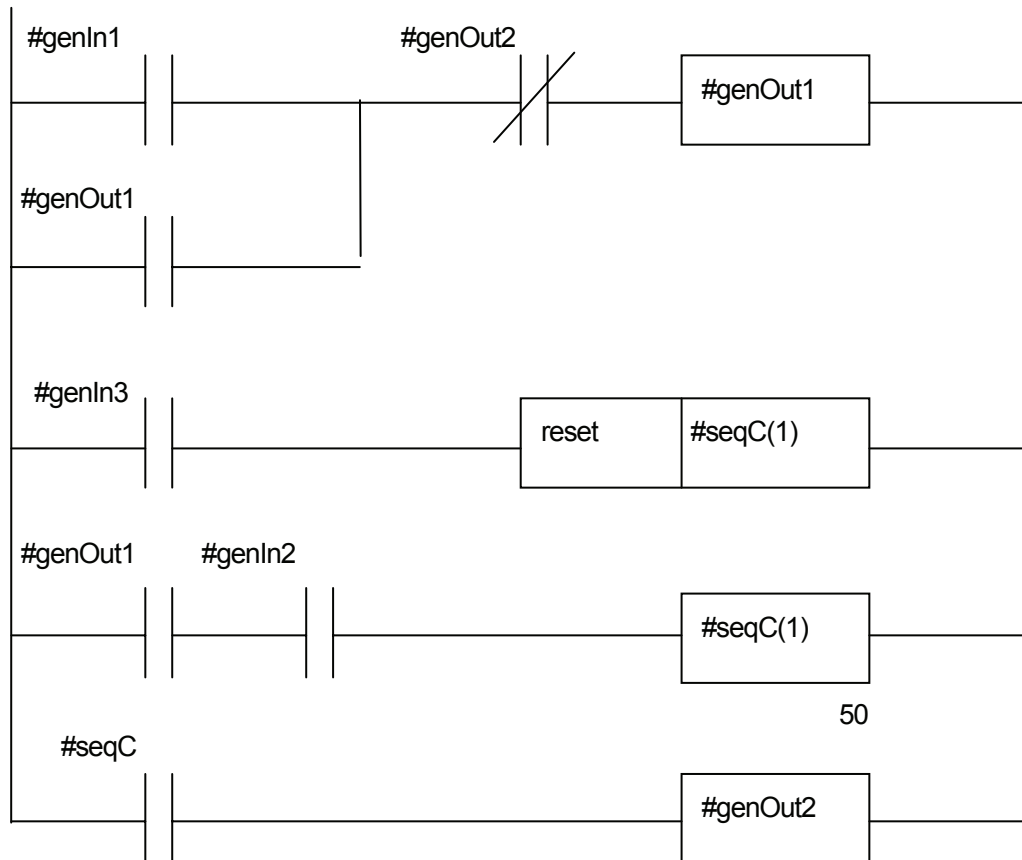 #genIn1 #genOut2
#genOut1
#genOut1
#genIn3
reset #seqC(1)
#genOut1 #genIn2
#seqC(1)
50
#seqC
#genOut2